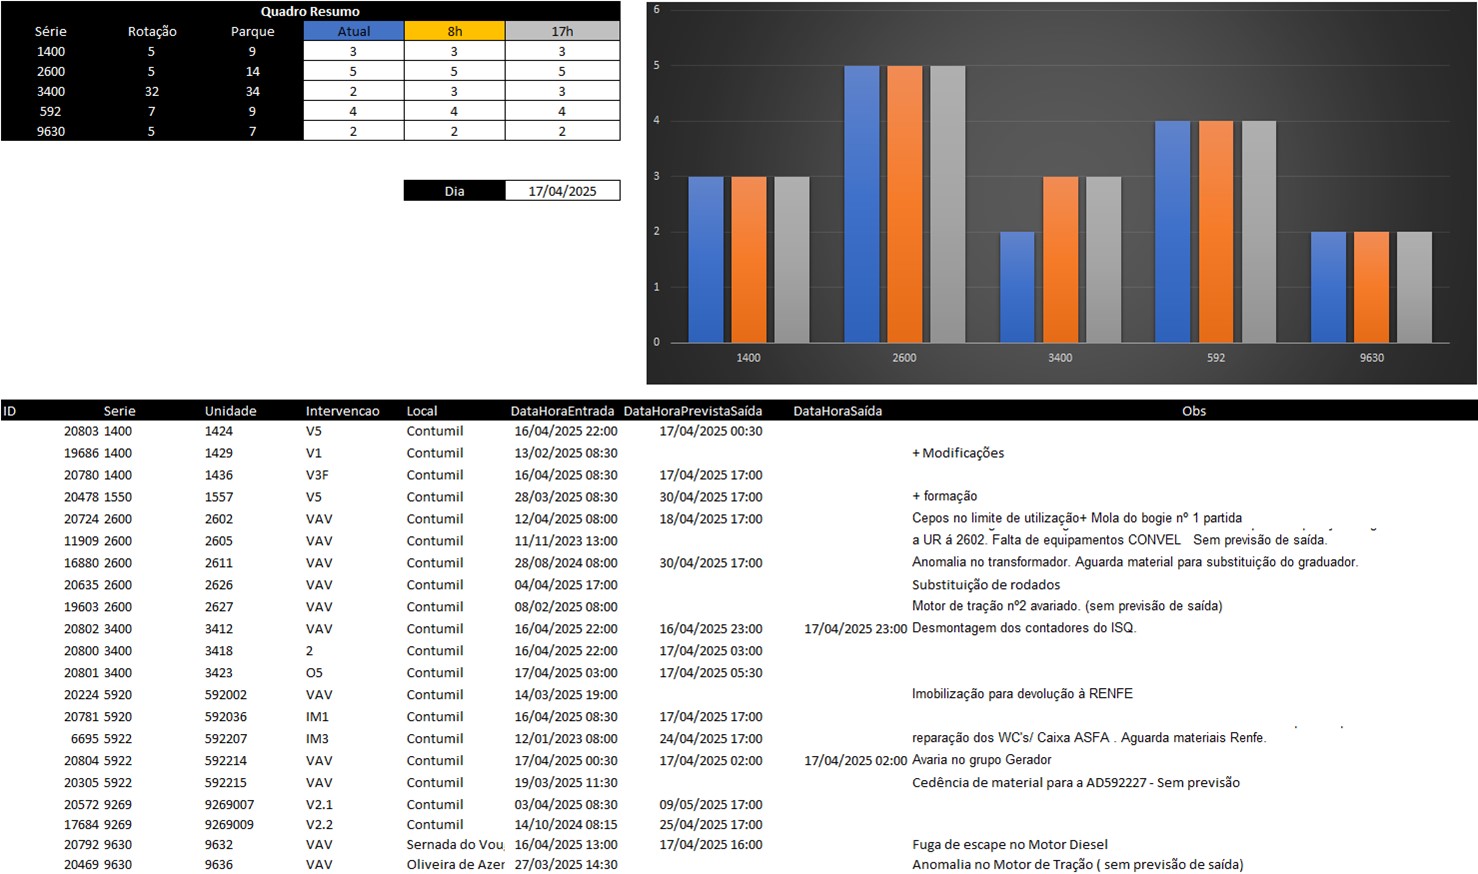 Quadro Resumo
Série Rotação Parque Atual 8h 17h
1400 5 9 3 3 3
2600 5 14 5 5 5
3400 32 34 2 3 3
592 7 9 4 4 4
9630 5 7 2 2 2
Dia 17/04/2025
6
5
4
3
2
1
0
1400 2600 3400 592 9630
ID Serie Unidade Intervencao Local DataHoraEntrada DataHoraPrevistaSaída DataHoraSaída Obs
20803 1400 1424 V5 Contumil 16/04/2025 22:00 17/04/2025 00:30
19686 1400 1429 V1 Contumil 13/02/2025 08:30 + Modificações
20780 1400 1436 V3F Contumil 16/04/2025 08:30 17/04/2025 17:00
20478 1550 1557 V5 Contumil 28/03/2025 08:30 30/04/2025 17:00 + formação
20724 2600 2602 VAV Contumil 12/04/2025 08:00 18/04/2025 17:00 Cepos no limite de utilização+ Mola do bogie nº 1 partida
11909 2600 2605 VAV Contumil 11/11/2023 13:00 a UR á 2602. Falta de equipamentos CONVEL Sem previsão de saída.
16880 2600 2611 VAV Contumil 28/08/2024 08:00 30/04/2025 17:00 Anomalia no transformador. Aguarda material para substituição do graduador.
20635 2600 2626 VAV Contumil 04/04/2025 17:00 Substituição de rodados
19603 2600 2627 VAV Contumil 08/02/2025 08:00 Motor de tração nº2 avariado. (sem previsão de saída)
20802 3400 3412 VAV Contumil 16/04/2025 22:00 16/04/2025 23:00 17/04/2025 23:00 Desmontagem dos contadores do ISQ.
20800 3400 3418 2 Contumil 16/04/2025 22:00 17/04/2025 03:00
20801 3400 3423 O5 Contumil 17/04/2025 03:00 17/04/2025 05:30
20224 5920 592002 VAV Contumil 14/03/2025 19:00 Imobilização para devolução à RENFE
20781 5920 592036 IM1 Contumil 16/04/2025 08:30 17/04/2025 17:00
6695 5922 592207 IM3 Contumil 12/01/2023 08:00 24/04/2025 17:00 reparação dos WC's/ Caixa ASFA . Aguarda materiais Renfe.
20804 5922 592214 VAV Contumil 17/04/2025 00:30 17/04/2025 02:00 17/04/2025 02:00 Avaria no grupo Gerador
20305 5922 592215 VAV Contumil 19/03/2025 11:30 Cedência de material para a AD592227 - Sem previsão
20572 9269 9269007 V2.1 Contumil 03/04/2025 08:30 09/05/2025 17:00
17684 9269 9269009 V2.2 Contumil 14/10/2024 08:15 25/04/2025 17:00
20792 9630 9632 VAV Sernada do Vou 16/04/2025 13:00 17/04/2025 16:00 Fuga de escape no Motor Diesel
20469 9630 9636 VAV Oliveira de Azer 27/03/2025 14:30 Anomalia no Motor de Tração ( sem previsão de saída)